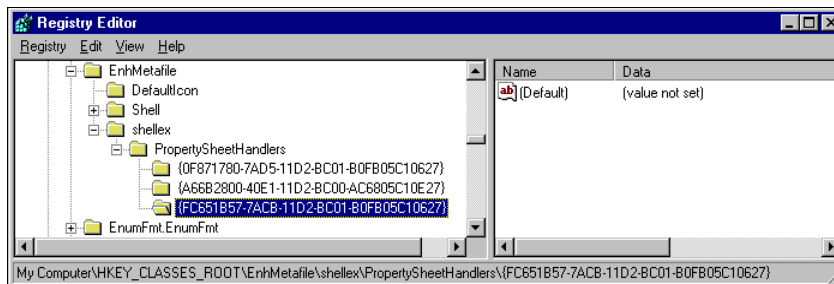 Registry Editor
Registry Edit View Help
EnhMetafile
DefaultIcon
Shell
shellex
PropertySheetHandlers
{0F871780-7AD5-11D2-BC01-B0FB05C10627}
{A66B2800-40E1-11D2-BC00-AC6805C10E27}
{FC651B57-7ACB-11D2-BC01-B0FB05C10627}
EnumFmt.EnumFmt
Name Data
ab (Default) (value not set)
My Computer\HKEY_CLASSES_ROOT\EnhMetafile\shellex\PropertySheetHandlers\{FC651B57-7ACB-11D2-BC01-B0FB05C10627}